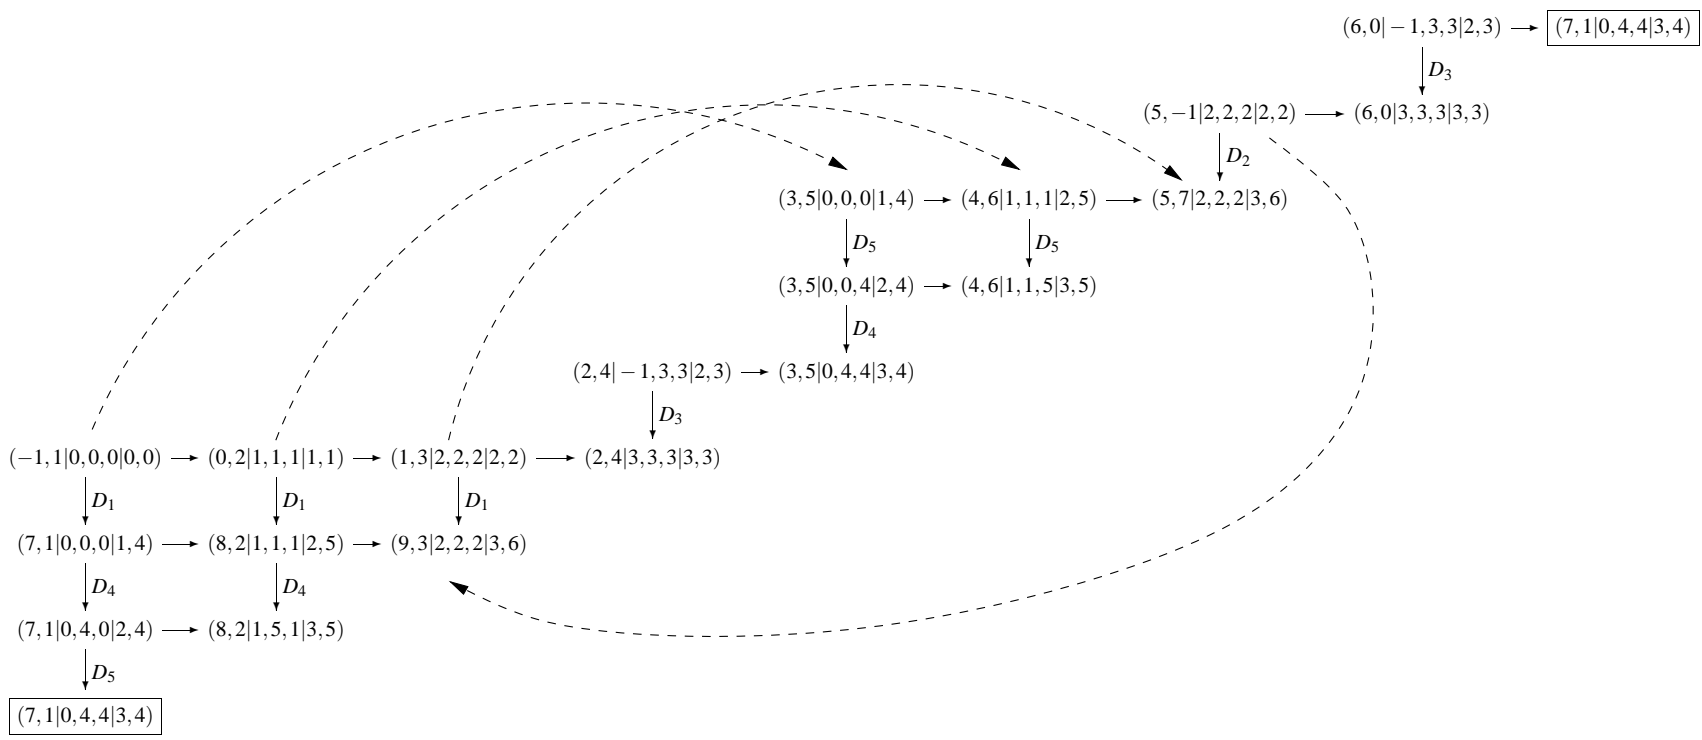 (6,0|−1,3,3|2,3) (7,1|0,4,4|3,4)
D3
(5,−1|2,2,2|2,2) (6,0|3,3,3|3,3)
D2
(3,5|0,0,0|1,4) (4,6|1,1,1|2,5) (5,7|2,2,2|3,6)
D5 D5
(3,5|0,0,4|2,4) (4,6|1,1,5|3,5)
D4
(2,4|−1,3,3|2,3) (3,5|0,4,4|3,4)
D3
(−1,1|0,0,0|0,0) (0,2|1,1,1|1,1) (1,3|2,2,2|2,2) (2,4|3,3,3|3,3)
D1 D1 D1
(7,1|0,0,0|1,4) (8,2|1,1,1|2,5) (9,3|2,2,2|3,6)
D4 D4
(7,1|0,4,0|2,4) (8,2|1,5,1|3,5)
D5
(7,1|0,4,4|3,4)